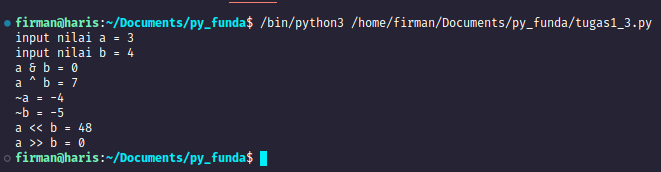 firman@haris:~/Documents/py_funda$ /bin/python3 /home/firman/Documents/py_funda/tugas1_3.py
input nilai a = 3
input nilai b = 4
a & b = 0
a ^ b = 7
~a = -4
~b = -5
a << b = 48
a >> b = 0
firman@haris:~/Documents/py_funda$